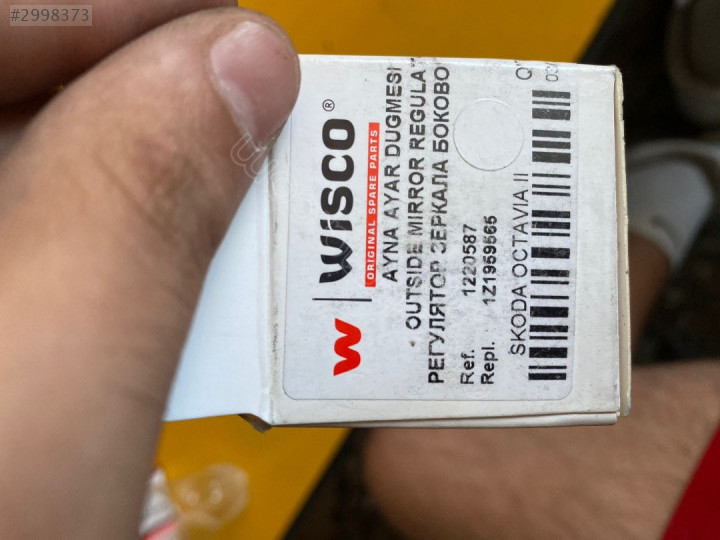 #2998373
W
WISCO®
ORIGINAL SPARE PARTS
AYNA AYAR DUGMESI
OUTSIDE MIRROR REGULAT
РЕГУЛЯТОР ЗЕРКАЛА БОКОВО
Ref. 1220587
Repl. : 1Z1959565
SKODA OCTAVIA II